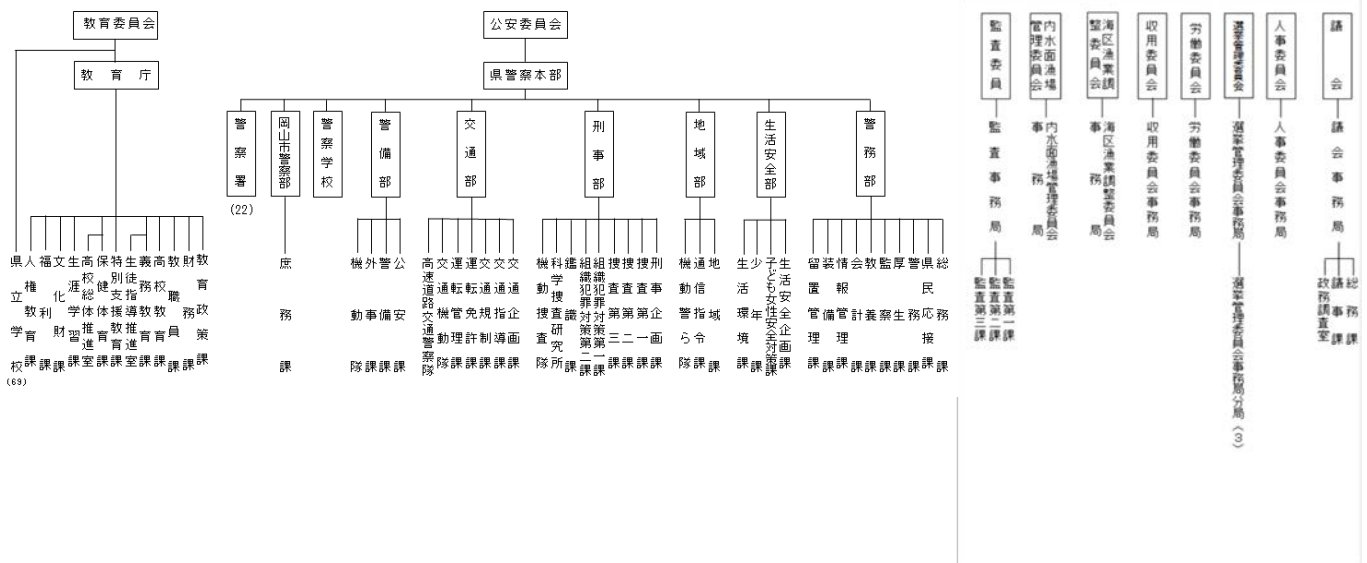 教育委員会
教育庁
県立学校
(69)
人権教育課
福利課
文化財課
生涯学習課
高校総体推進室
保健体育課
特別支援教育課
生徒指導推進室
義務教育課
高校教育課
教職員課
財務課
教育政策課
公安委員会
県警察本部
警察署
(22)
岡山市警察部
庶務課
警察学校
警備部
機動隊
外事課
警備課
公安課
交通部
高速道路交通警察隊
交通機動隊
運転管理課
運転免許課
交通規制課
交通指導課
交通企画課
刑事部
機動捜査隊
科学捜査研究所
鑑識課
組織犯罪対策第二課
組織犯罪対策第一課
捜査第三課
捜査第二課
捜査第一課
刑事企画課
地域部
機動警ら隊
通信指令課
地域課
生活安全部
生活環境課
少年課
子ども女性安全対策課
生活安全企画課
警務部
留置管理課
装備課
情報管理課
会計課
教養課
監察課
厚生課
警務課
県民応接課
総務課
監査委員
監査事務局
監査第三課
監査第二課
監査第一課
内水面漁場
管理委員会
内水面漁場管理委員会
事務局
海区漁業調
整委員会
海区漁業調整委員会
事務局
収用委員会
収用委員会事務局
労働委員会
労働委員会事務局
選挙管理委員会
選挙管理委員会事務局
選挙管理委員会事務局分局(3)
人事委員会
人事委員会事務局
議会
議会事務局
政務調査室
議事課
総務課